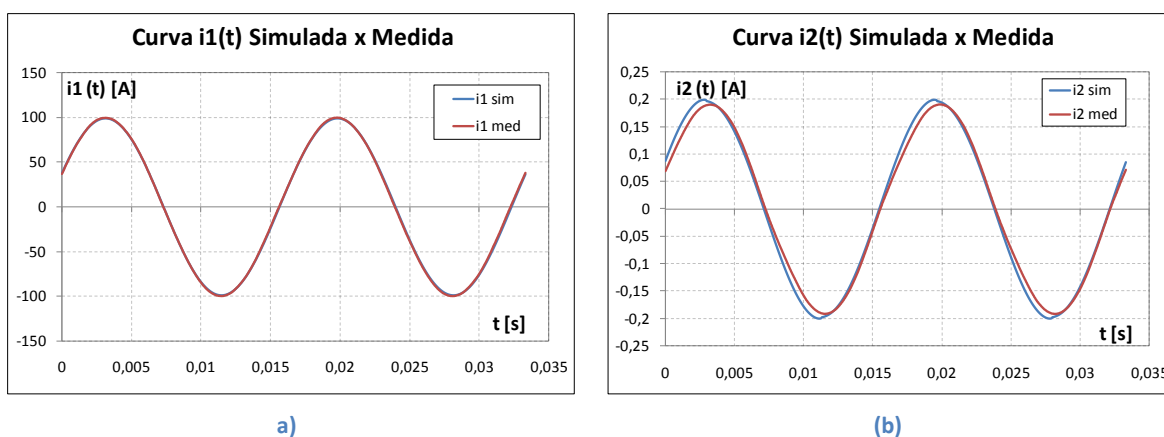 Curva i1(t) Simulada x Medida
i1 (t) [A]
i1 sim
i1 med
150
100
50
0
-50
-100
-150
t [s]
0 0,005 0,01 0,015 0,02 0,025 0,03 0,035
a)
Curva i2(t) Simulada x Medida
i2 (t) [A]
i2 sim
i2 med
0,25
0,2
0,15
0,1
0,05
0
-0,05
-0,1
-0,15
-0,2
-0,25
t [s]
0 0,005 0,01 0,015 0,02 0,025 0,03 0,035
(b)